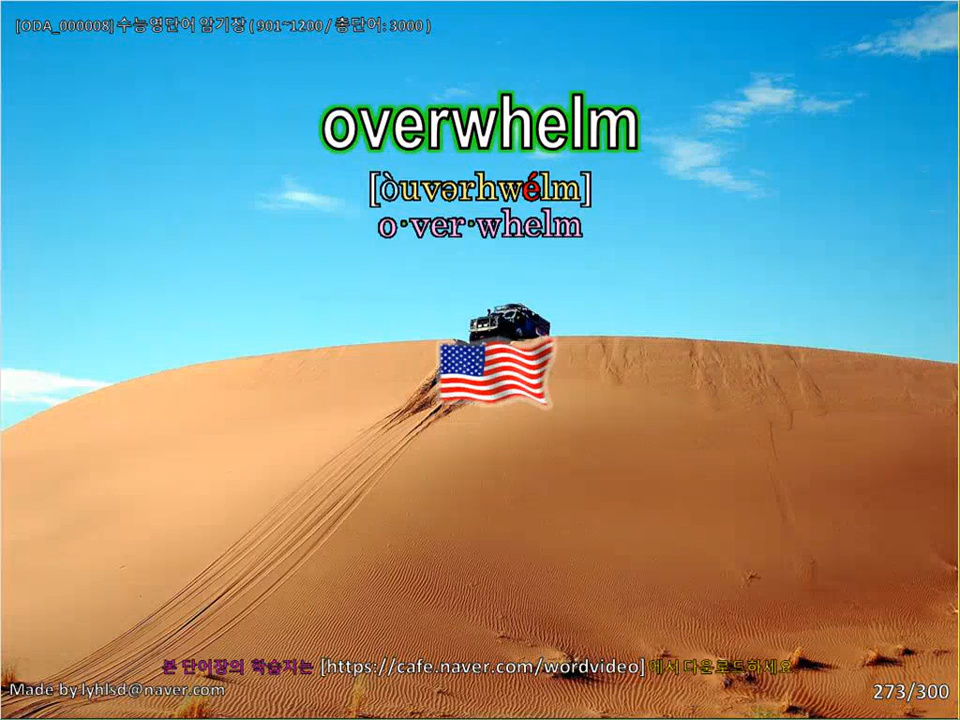 [ODA_000008] 수능영단어 암기장 ( 901~1200 / 총단어: 3000 )
overwhelm
[òuvərhwélm]
o·ver·whelm
본 단어장의 학습지는 [https://cafe.naver.com/wordvideo] 에서 다운로드하세요
Made by lyhlsd@naver.com
273/300